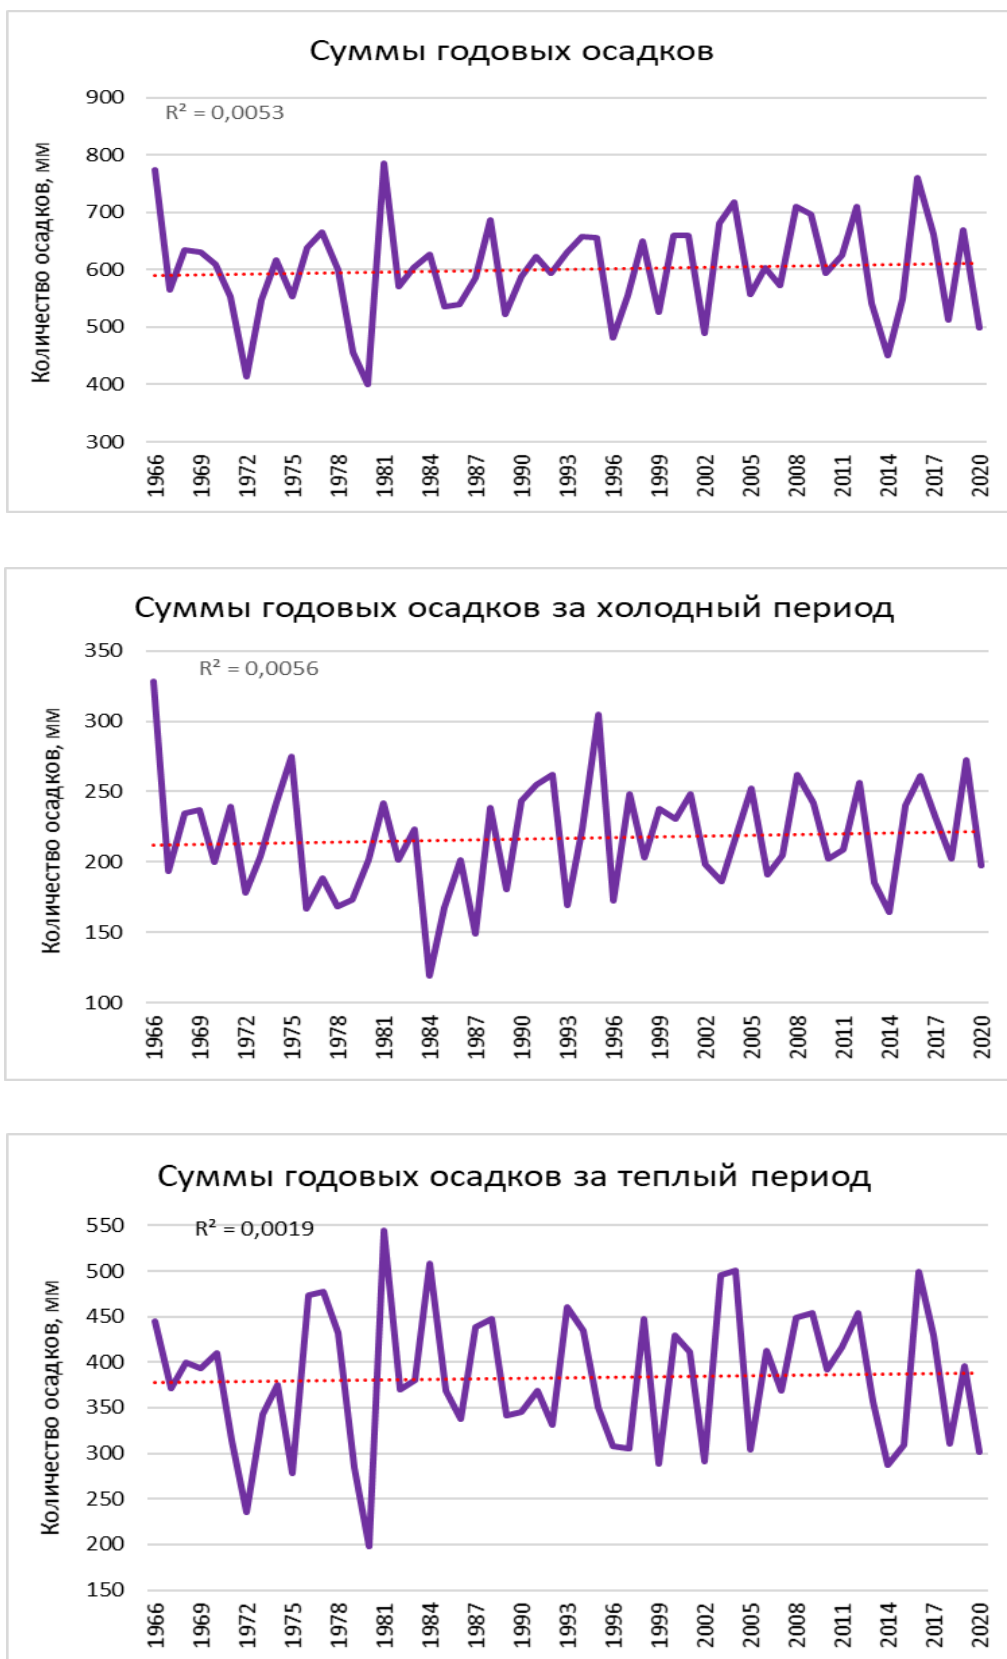 Суммы годовых осадков
R² = 0,0053
Количество осадков, мм
900
800
700
600
500
400
300
1966 1969 1972 1975 1978 1981 1984 1987 1990 1993 1996 1999 2002 2005 2008 2011 2014 2017 2020
Суммы годовых осадков за холодный период
R² = 0,0056
Количество осадков, мм
350
300
250
200
150
100
1966 1969 1972 1975 1978 1981 1984 1987 1990 1993 1996 1999 2002 2005 2008 2011 2014 2017 2020
Суммы годовых осадков за теплый период
R² = 0,0019
Количество осадков, мм
550
500
450
400
350
300
250
200
150
1966 1969 1972 1975 1978 1981 1984 1987 1990 1993 1996 1999 2002 2005 2008 2011 2014 2017 2020